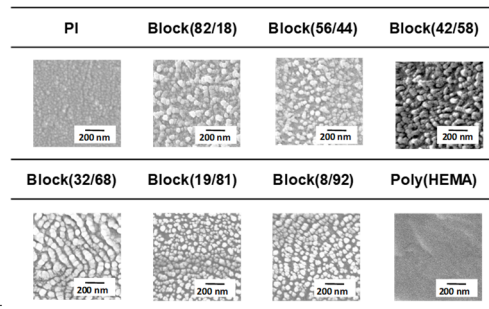 PI Block(82/18) Block(56/44) Block(42/58)
200 nm 200 nm 200 nm 200 nm
Block(32/68) Block(19/81) Block(8/92) Poly(HEMA)
200 nm 200 nm 200 nm 200 nm